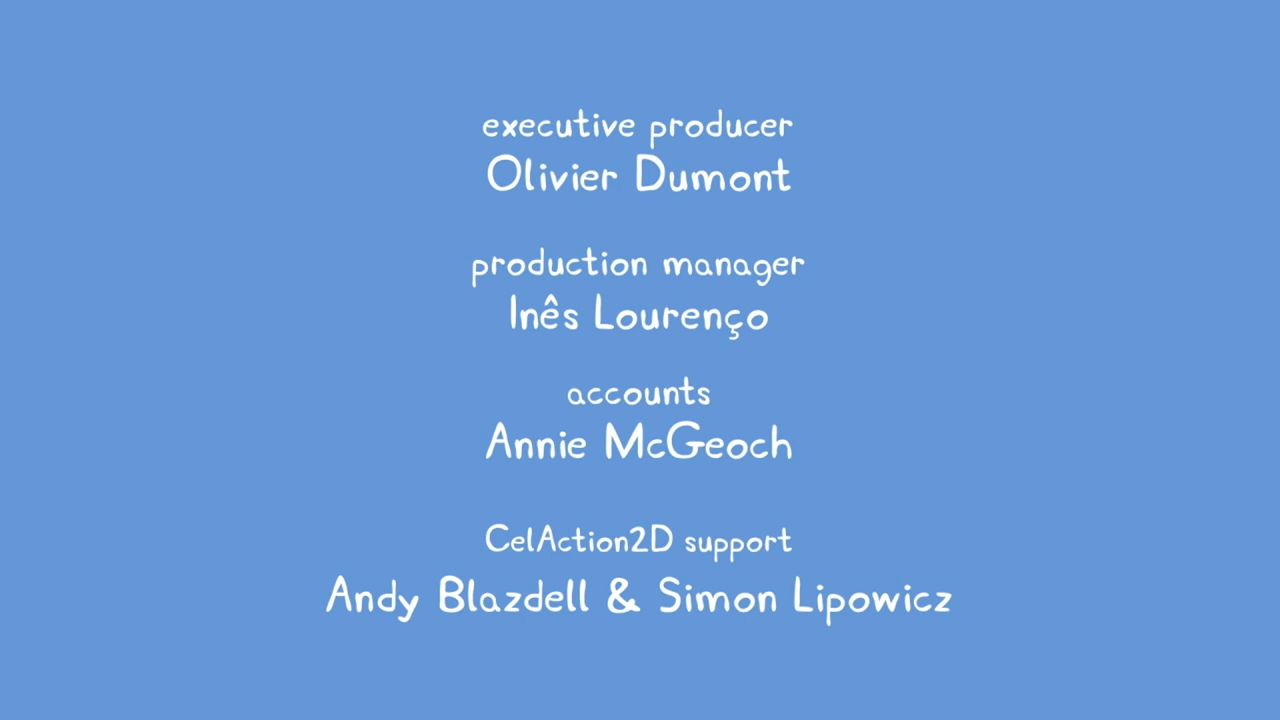 executive producer
Olivier Dumont
production manager
Inês Lourenço
accounts
Annie McGeoch
CelAction2D support
Andy Blazdell & Simon Lipowicz